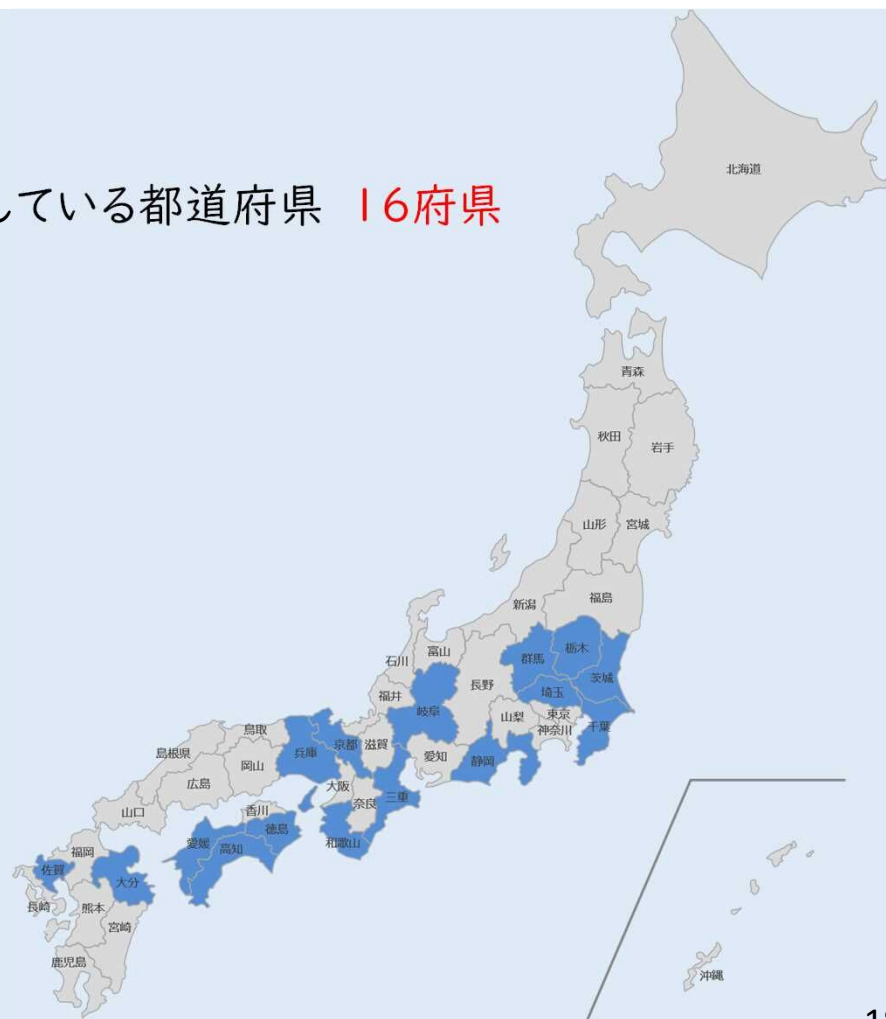 している都道府県 16府県
北海道
青森
秋田
岩手
山形
宮城
新潟
福島
石川
富山
群馬
栃木
茨城
福井
岐阜
長野
埼玉
山梨
東京
神奈川
千葉
鳥取
島根県
兵庫
京都
滋賀
愛知
静岡
岡山
広島
大阪
奈良
三重
山口
香川
徳島
和歌山
愛媛
高知
福岡
佐賀
大分
長崎
熊本
宮崎
鹿児島
沖縄